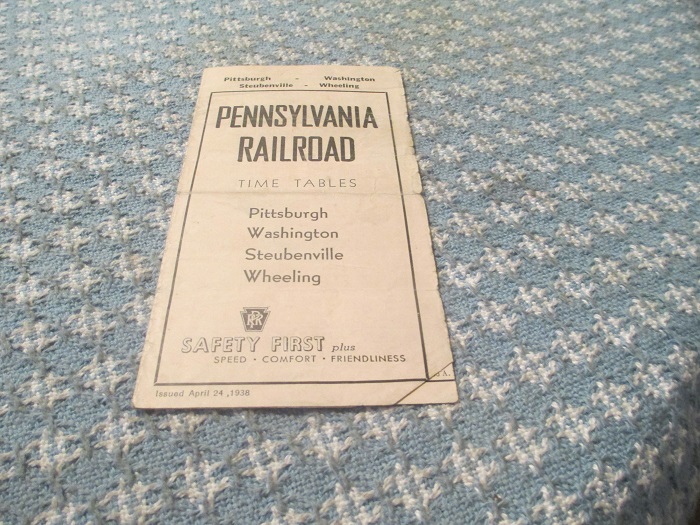 Pittsburgh - Washington
Steubenville - Wheeling
PENNSYLVANIA
RAILROAD
TIME TABLES
Pittsburgh
Washington
Steubenville
Wheeling
PRR
SAFETY FIRST plus
SPEED • COMFORT • FRIENDLINESS
Issued April 24, 1938